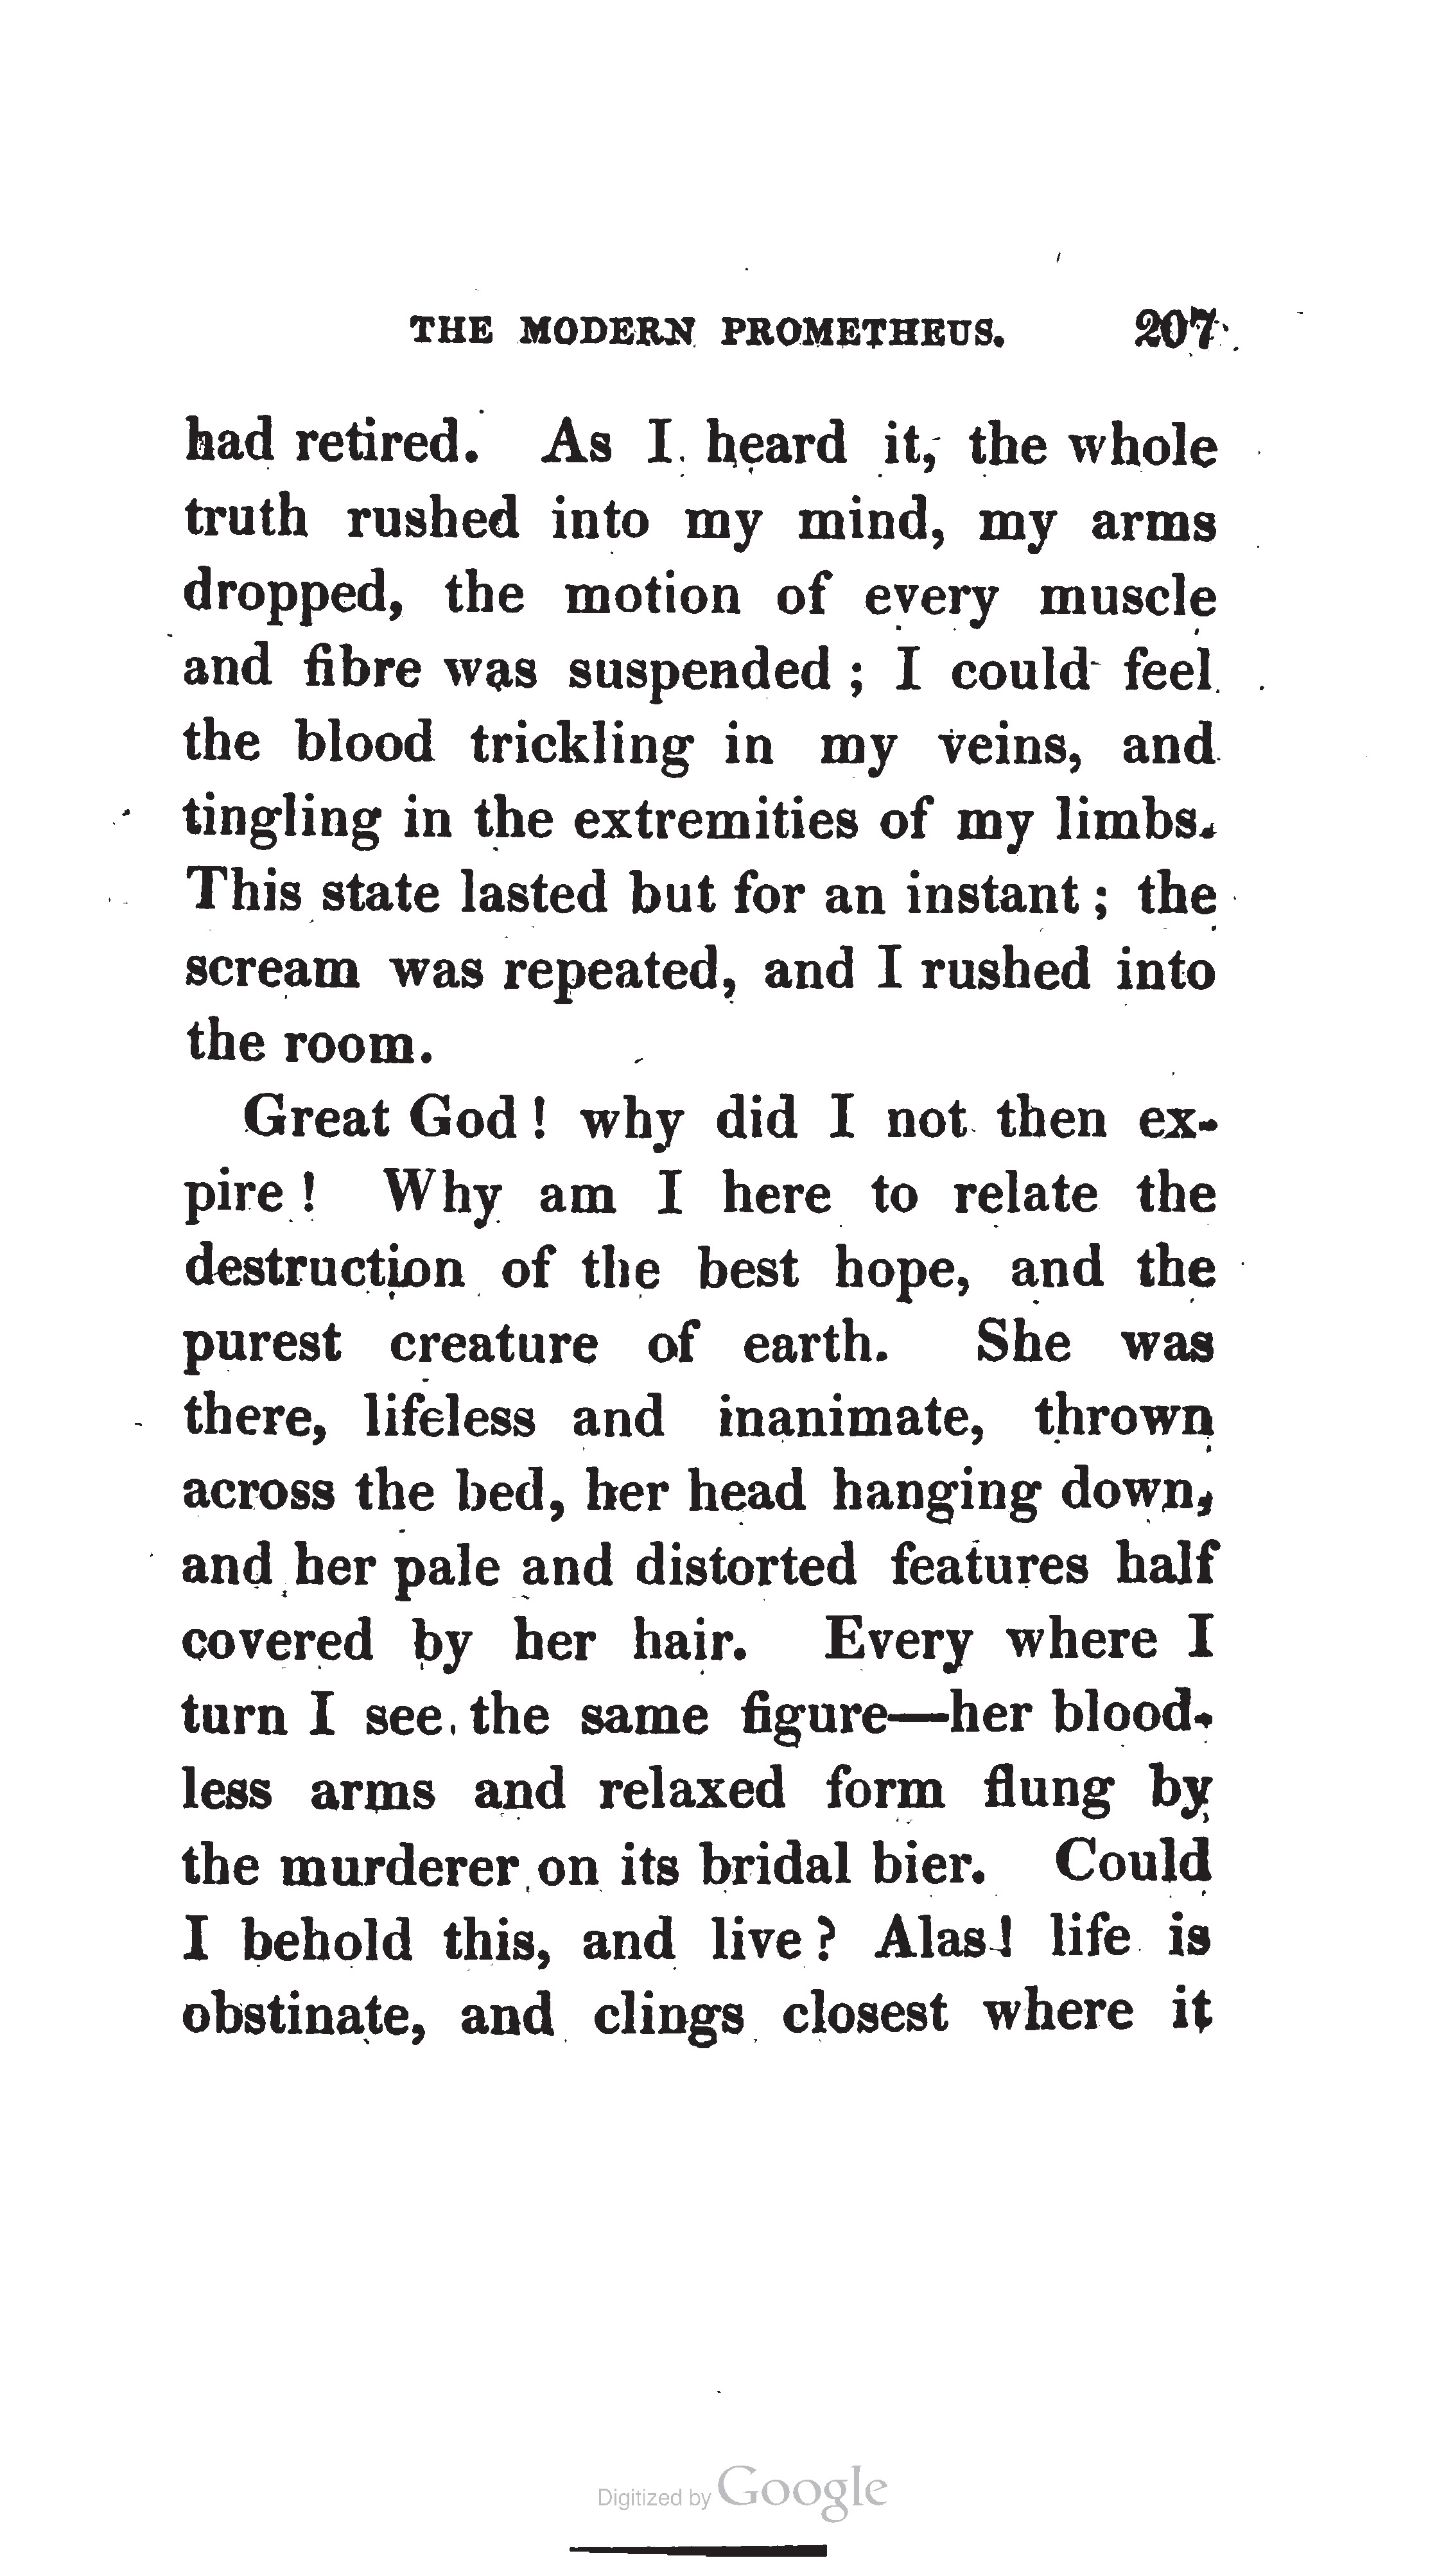 THE MODERN PROMETHEUS. 207
had retired. As I heard it, the whole
truth rushed into my mind, my arms
dropped, the motion of every muscle
and fibre was suspended ; I could feel
the blood trickling in my veins, and
tingling in the extremities of my limbs.
This state lasted but for an instant ; the
scream was repeated, and I rushed into
the room.
Great God ! why did I not then ex-
pire ! Why am I here to relate the
destruction of the best hope, and the
purest creature of earth. She was
there, lifeless and inanimate, thrown
across the bed, her head hanging down,
and her pale and distorted features half
covered by her hair. Every where I
turn I see the same figure—her blood-
less arms and relaxed form flung by
the murderer on its bridal bier. Could
I behold this, and live ? Alas ! life is
obstinate, and clings closest where it
Digitized by Google